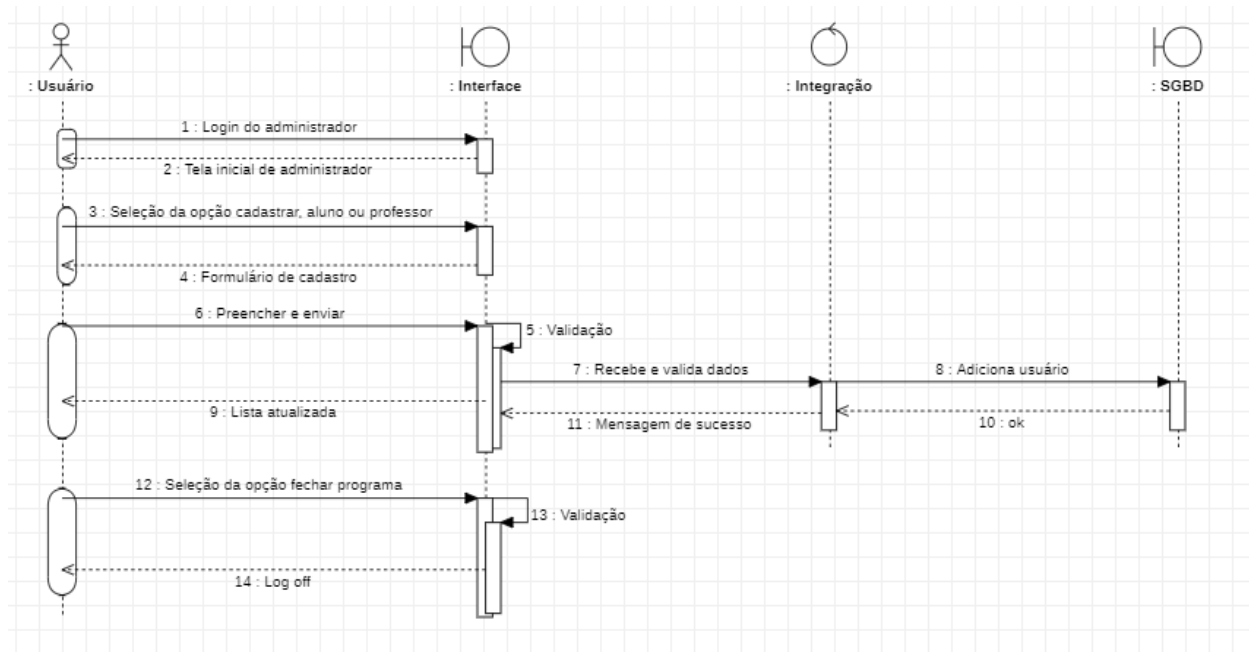 : Usuário
: Interface
: Integração
: SGBD
1 : Login do administrador
2 : Tela inicial de administrador
3 : Seleção da opção cadastrar, aluno ou professor
4 : Formulário de cadastro
6 : Preencher e enviar
5 : Validação
7 : Recebe e valida dados
8 : Adiciona usuário
9 : Lista atualizada
11 : Mensagem de sucesso
10 : ok
12 : Seleção da opção fechar programa
13 : Validação
14 : Log off